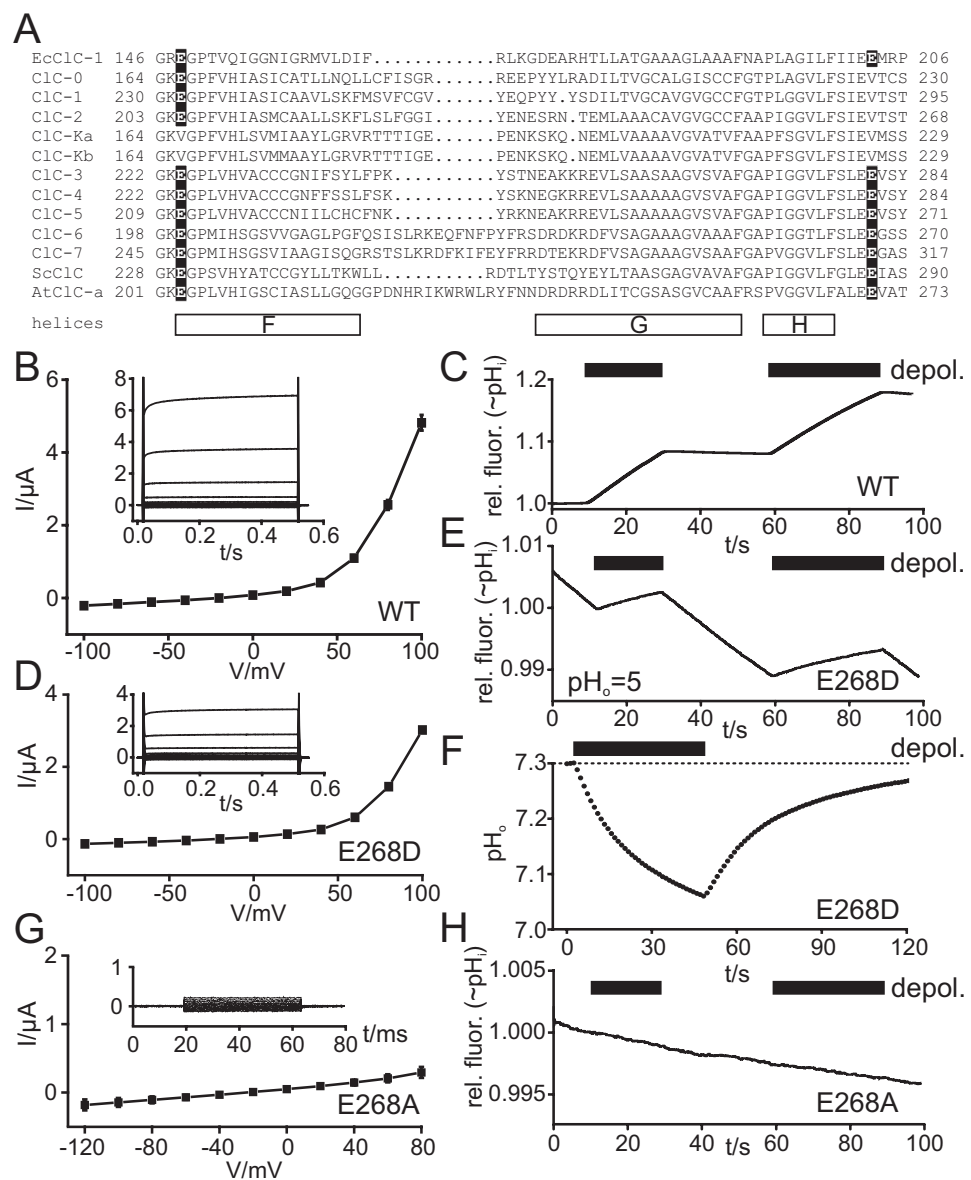 A
EcClC-1 146 GREGPTVQIGGNIGRMVLDIF..........RLKGDEARHTLLATGAAAGLAAAFNAPLAGILFIIEEMRP 206
ClC-0 164 GKEGPFVHIASICATLLNQLLCFISGR......REEPYYLRADILTVGCALGISCCFGTPLAGVLFSIEVTCS 230
ClC-1 230 GKEGPFVHIASICAAVLSKFMSVFCGV......YEQPYY.YSDILTVGCAVGVGCCFGTPLGGVLFSIEVTST 295
ClC-2 203 GKEGPFVHIASMCAALLSKFLSLFGGI......YENESRN.TEMLAAACAVGVGCCFAAPIGGVLFSIEVTST 268
ClC-Ka 164 GKVGPFVHLSVMIAAYLGRVRTTTIGE......PENKSKQ.NEMLVAAAAVGVATVFAAPFSGVLFSIEVMSS 229
ClC-Kb 164 GKVGPFVHLSVMMAAYLGRVRTTTIGE......PENKSKQ.NEMLVAAAAVGVATVFGAPFSGVLFSIEVMSS 229
ClC-3 222 GKEGPLVHVACCCGNIFSYLFPK..........YSTNEAKKREVLSAASAAGVSVAFGAPIGGVLFSLEEVSY 284
ClC-4 222 GKEGPLVHVACCCGNFFSSLFSK..........YSKNEGKRREVLSAAAAAGVSVAFGAPIGGVLFSLEEVSY 284
ClC-5 209 GKEGPLVHVACCCNIILCHCFNK..........YRKNEAKRREVLSAAAAAGVSVAFGAPIGGVLFSLEEVSY 271
ClC-6 198 GKEGPMIHSGSVVGAGLPGFQSISLRKEQFNFPYFRSDRDKRDFVSAGAAAGVAAAFGAPIGGTLFSLEEGSS 270
ClC-7 245 GKEGPMIHSGSVIAAGISQGRSTSLKRDFKIFEYFRRDTEKRDFVSAGAAAGVSAAFGAPVGGVLFSLEEGAS 317
ScClC 228 GKEGPSVHYATCCGYLLTKWLL..........RDTLTYSTQYEYLTAASGAGVAVAFGAPIGGVLFGLEEIAS 290
AtClC-a 201 GKEGPLVHIGSCIASLLGQGGPDNHRIKWRWLRYFNNDRDRRDLITCGSASGVCAAFRSPVGGVLFALEEVAT 273
helices F G H
B
I/µA
6
4
2
0
8
6
4
2
0
0.0 0.2 0.4 0.6
t/s
WT
-100 -50 0 50 100
V/mV
C
depol.
rel. fluor. (~pHi)
1.2
1.1
1.0
WT
0 20 40 60 80 100
t/s
D
I/µA
4
2
0
4
2
0
0.0 0.2 0.4 0.6
t/s
E268D
-100 -50 0 50 100
V/mV
E
depol.
rel. fluor. (~pHi)
1.01
1.00
0.99
pHo=5
E268D
0 20 40 60 80 100
t/s
F
depol.
pHo
7.3
7.2
7.1
7.0
E268D
0 30 60 90 120
t/s
G
I/µA
2
1
0
1
0
0 20 40 60 80
t/ms
E268A
-120 -80 -40 0 40 80
V/mV
H
depol.
rel. fluor. (~pHi)
1.005
1.000
0.995
E268A
0 20 40 60 80 100
t/s